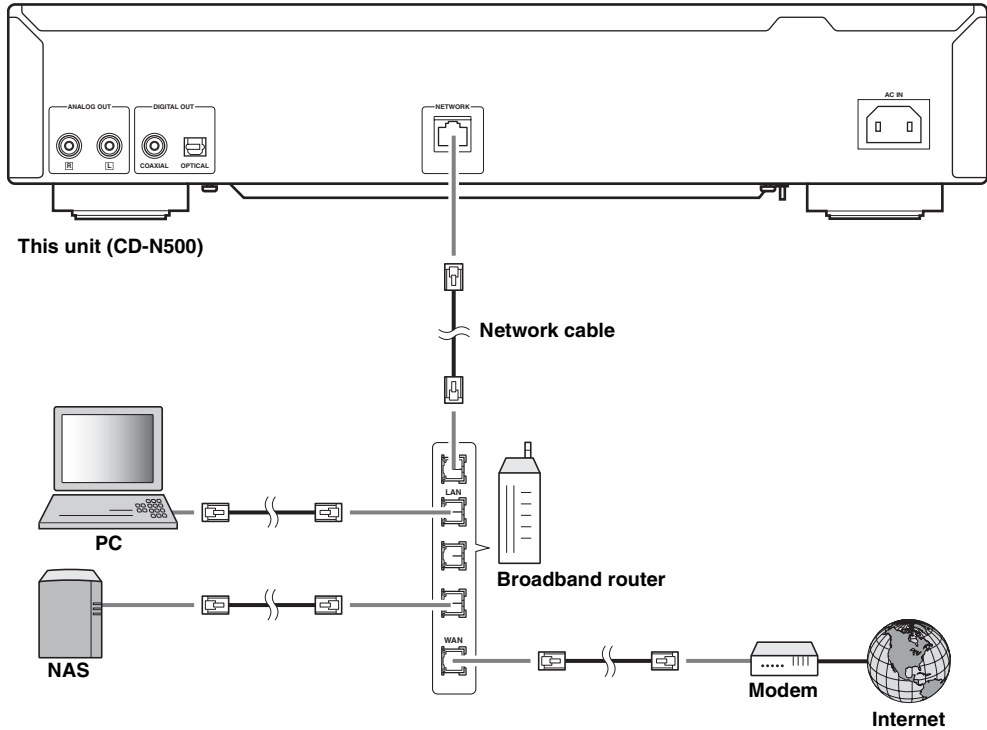 ANALOG OUT
DIGITAL OUT
NETWORK
AC IN
R
L
COAXIAL
OPTICAL
This unit (CD-N500)
Network cable
LAN
PC
Broadband router
NAS
WAN
Modem
Internet